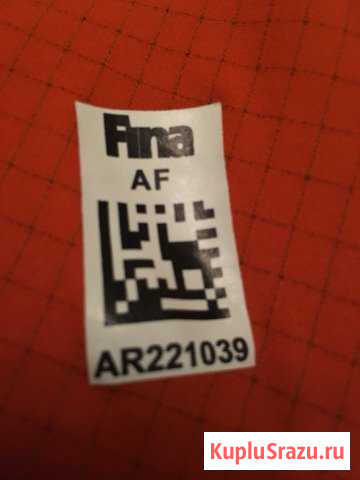 Fina
AF
AR221039
KupluSrazu.ru